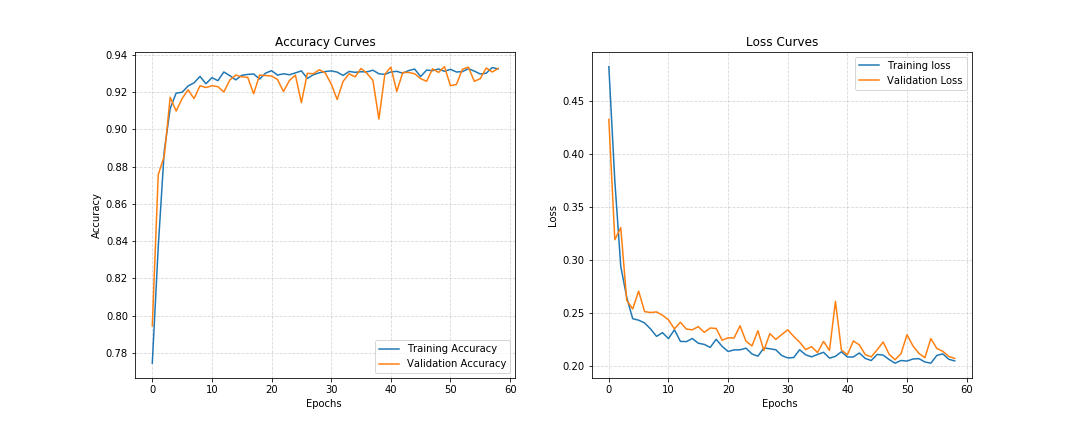 Accuracy Curves
0.94
0.92
0.90
0.88
0.86
0.84
0.82
0.80
0.78
Accuracy
0 10 20 30 40 50 60
Epochs
Training Accuracy
Validation Accuracy
Loss Curves
0.45
0.40
0.35
0.30
0.25
0.20
Loss
0 10 20 30 40 50 60
Epochs
Training loss
Validation Loss